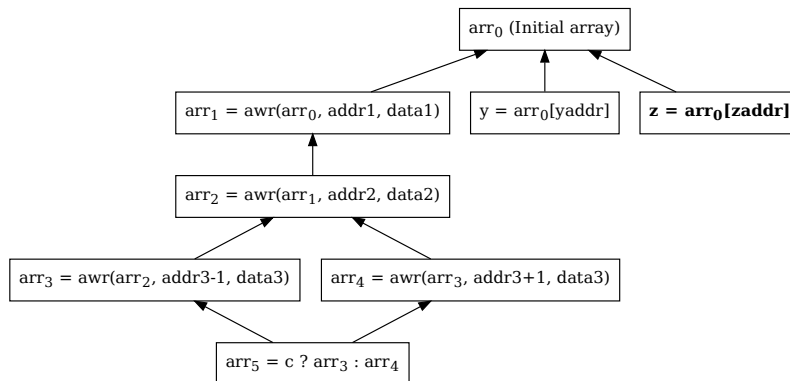 arr₀ (Initial array)
arr₁ = awr(arr₀, addr1, data1)
y = arr₀[yaddr]
z = arr₀[zaddr]
arr₂ = awr(arr₁, addr2, data2)
arr₃ = awr(arr₂, addr3-1, data3)
arr₄ = awr(arr₃, addr3+1, data3)
arr₅ = c ? arr₃ : arr₄